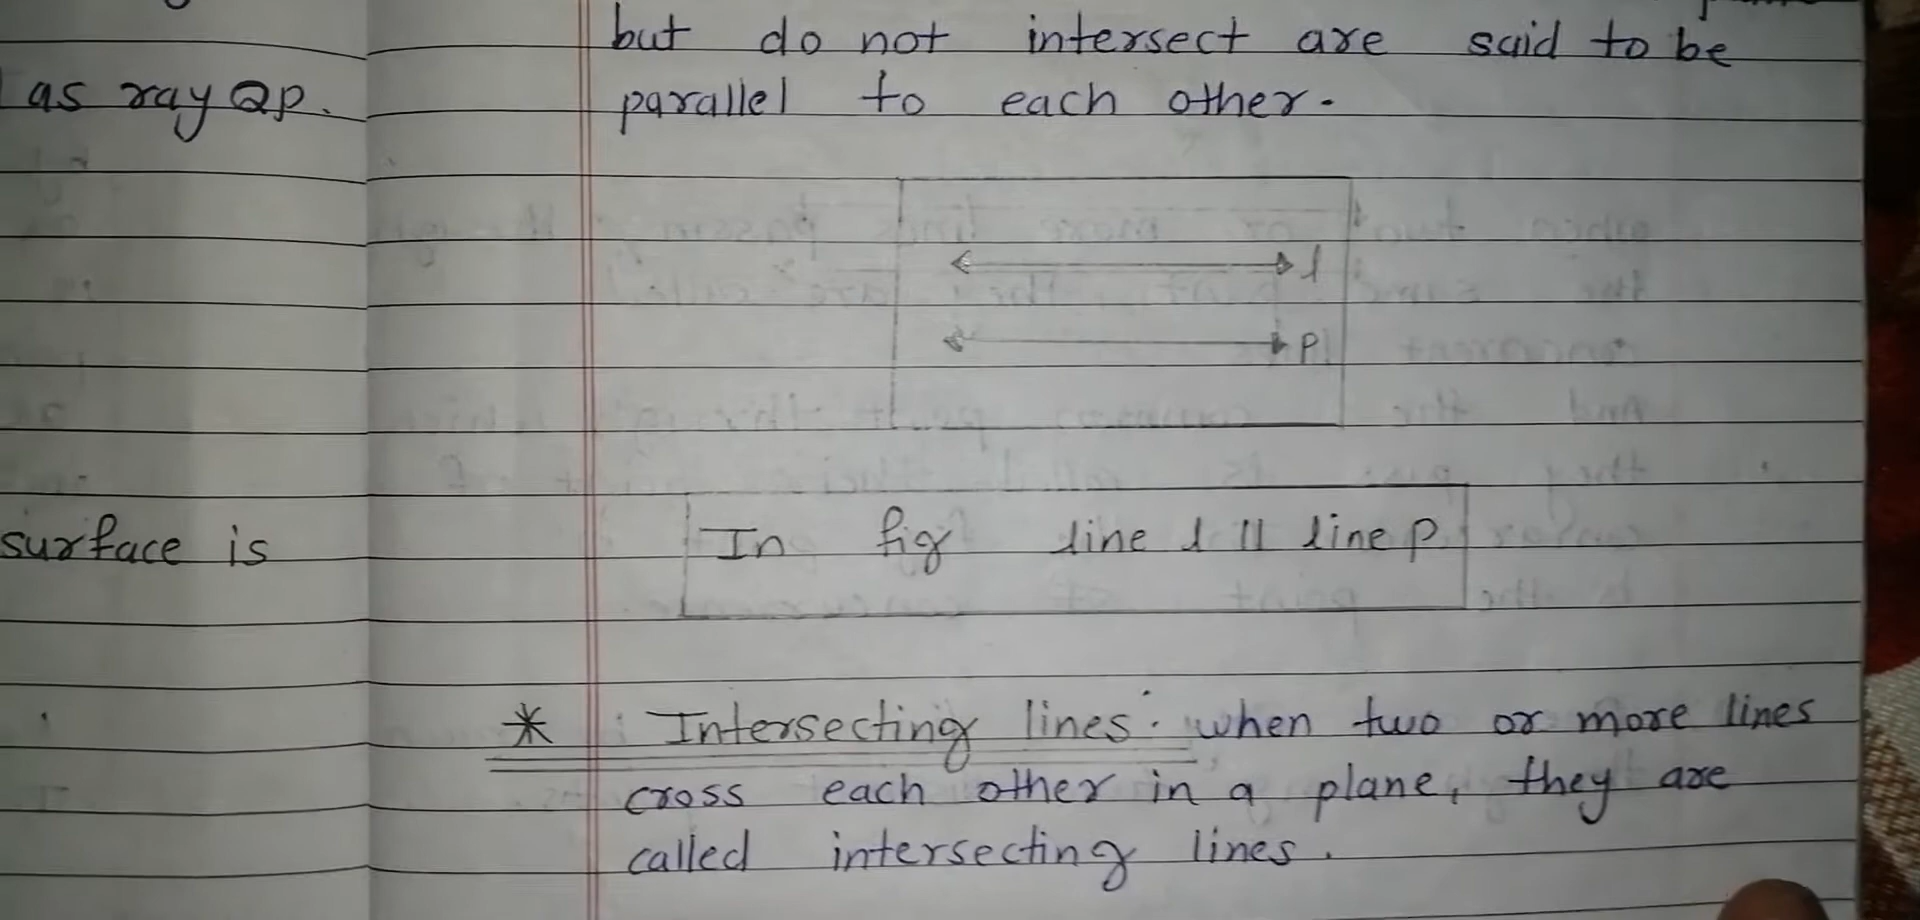 as ray QP.
surface is
but do not intersect are said to be
parallel to each other.
l
P
In fig line l || line p.
* Intersecting lines: when two or more lines
cross each other in a plane, they are
called intersecting lines.